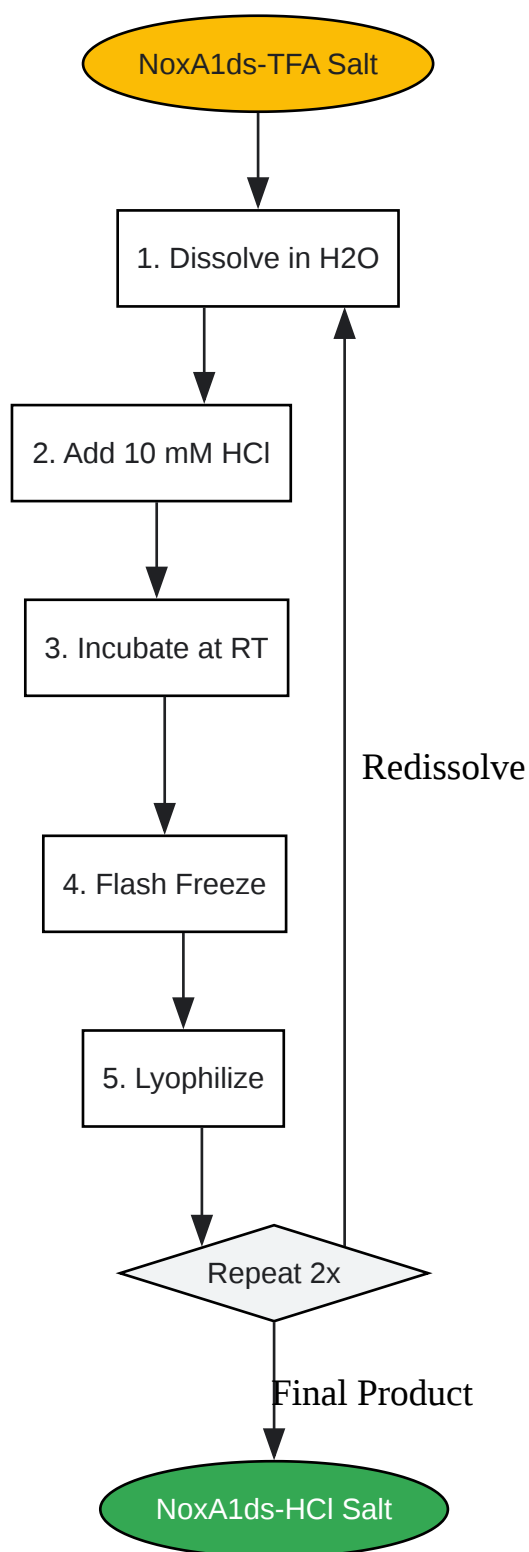 NoxA1ds-TFA Salt
1. Dissolve in H2O
2. Add 10 mM HCl
3. Incubate at RT
Redissolve
4. Flash Freeze
5. Lyophilize
Repeat 2x
Final Product
NoxA1ds-HCl Salt